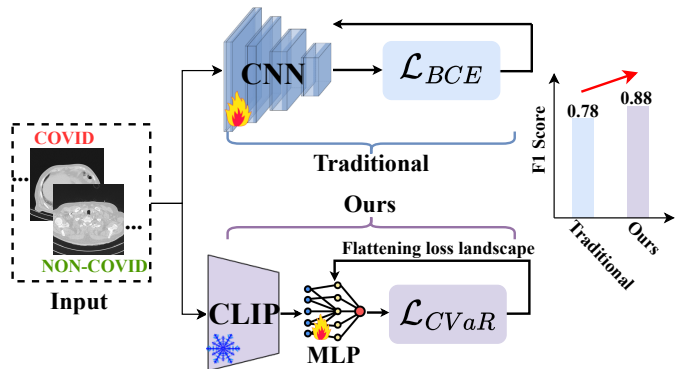 COVID
...
...
NON-COVID
Input
CNN
ℒ_BCE
Traditional
Ours
Flattening loss landscape
CLIP
MLP
ℒ_CVaR
F1 Score
0.78
0.88
Traditional
Ours